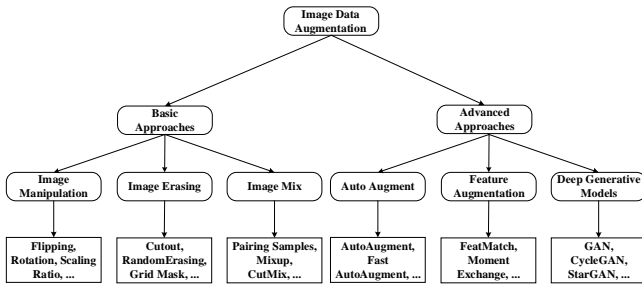 Image Data
Augmentation
Basic
Approaches
Advanced
Approaches
Image
Manipulation
Image Erasing
Image Mix
Auto Augment
Feature
Augmentation
Deep Generative
Models
Flipping,
Rotation, Scaling
Ratio, ...
Cutout,
RandomErasing,
Grid Mask, ...
Pairing Samples,
Mixup,
CutMix, ...
AutoAugment,
Fast
AutoAugment, ...
FeatMatch,
Moment
Exchange, ...
GAN,
CycleGAN,
StarGAN, ...